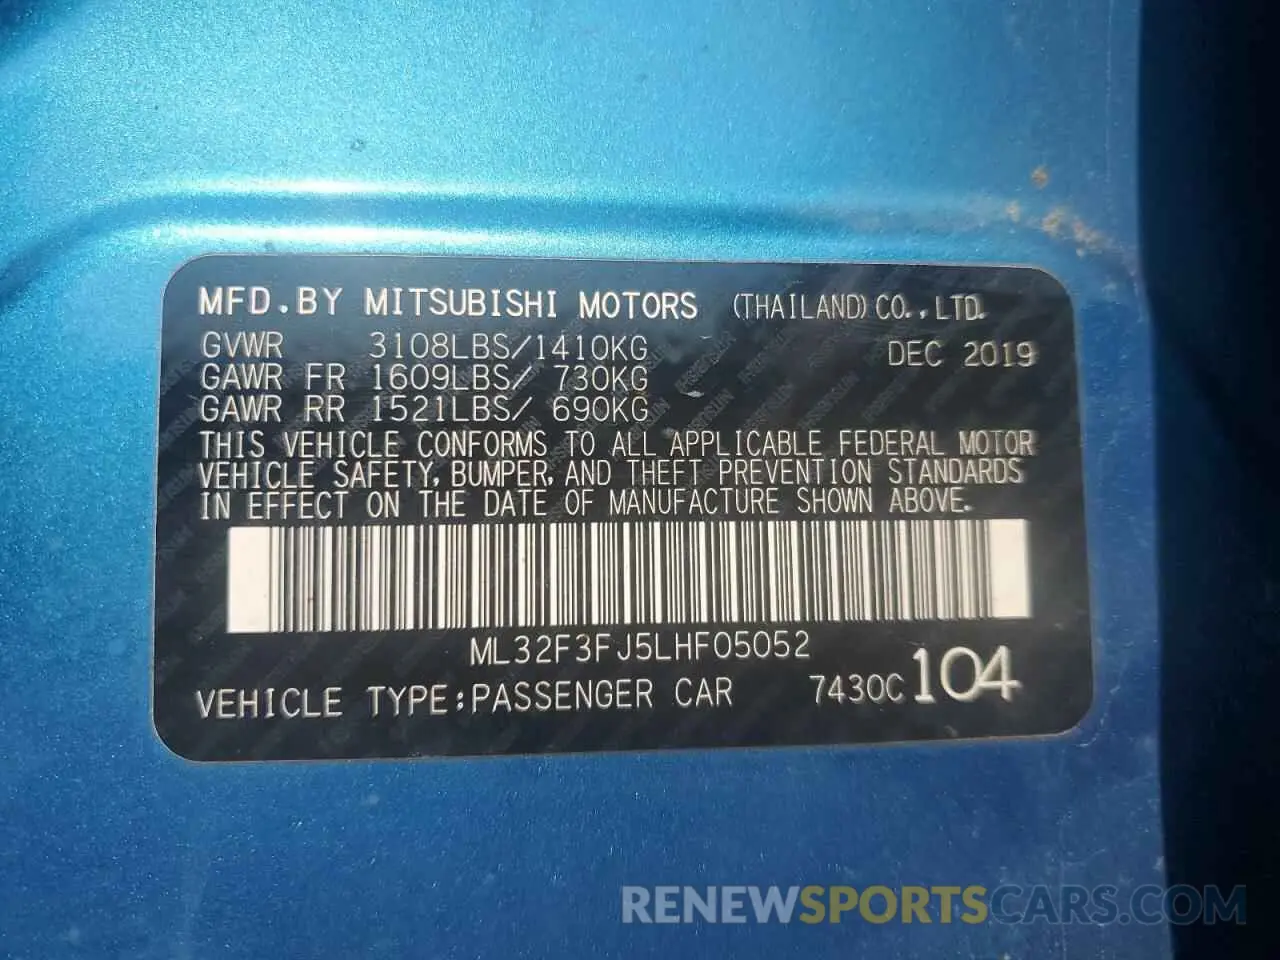 MFD.BY MITSUBISHI MOTORS (THAILAND) CO.,LTD.
GVWR 3108LBS/1410KG DEC 2019
GAWR FR 1609LBS/ 730KG
GAWR RR 1521LBS/ 690KG
THIS VEHICLE CONFORMS TO ALL APPLICABLE FEDERAL MOTOR
VEHICLE SAFETY, BUMPER, AND THEFT PREVENTION STANDARDS
IN EFFECT ON THE DATE OF MANUFACTURE SHOWN ABOVE.
ML32F3FJ5LHF05052
VEHICLE TYPE:PASSENGER CAR 7430C 104
RENEWSPORTSCARS.COM